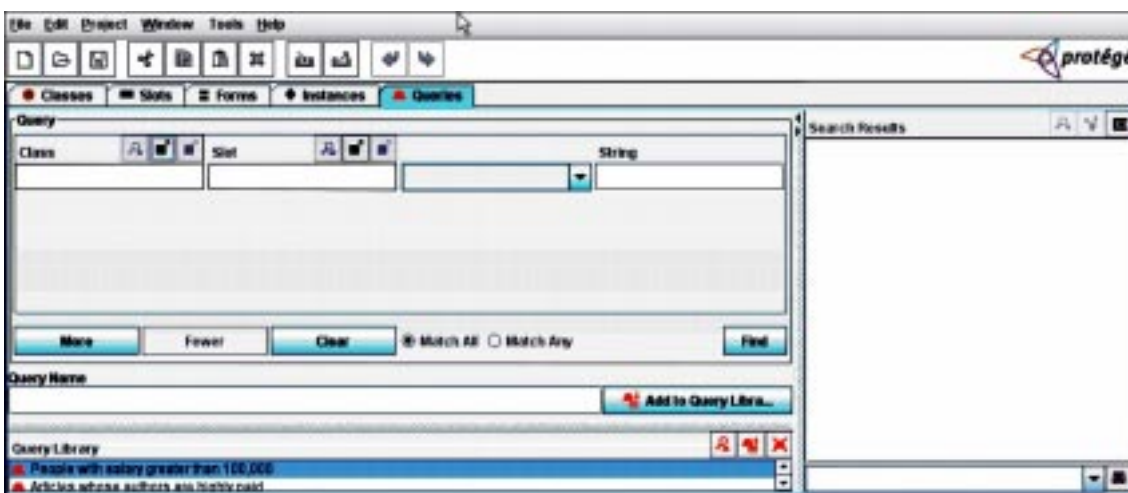 File Edit Project Window Tools Help
protégé
Classes Slots Forms Instances Queries
Query
Class Slot String
More Fewer Clear Match All Match Any Find
Query Name
Add to Query Libra...
Query Library
People with salary greater than 100,000
Articles whose authors are highly paid
Search Results